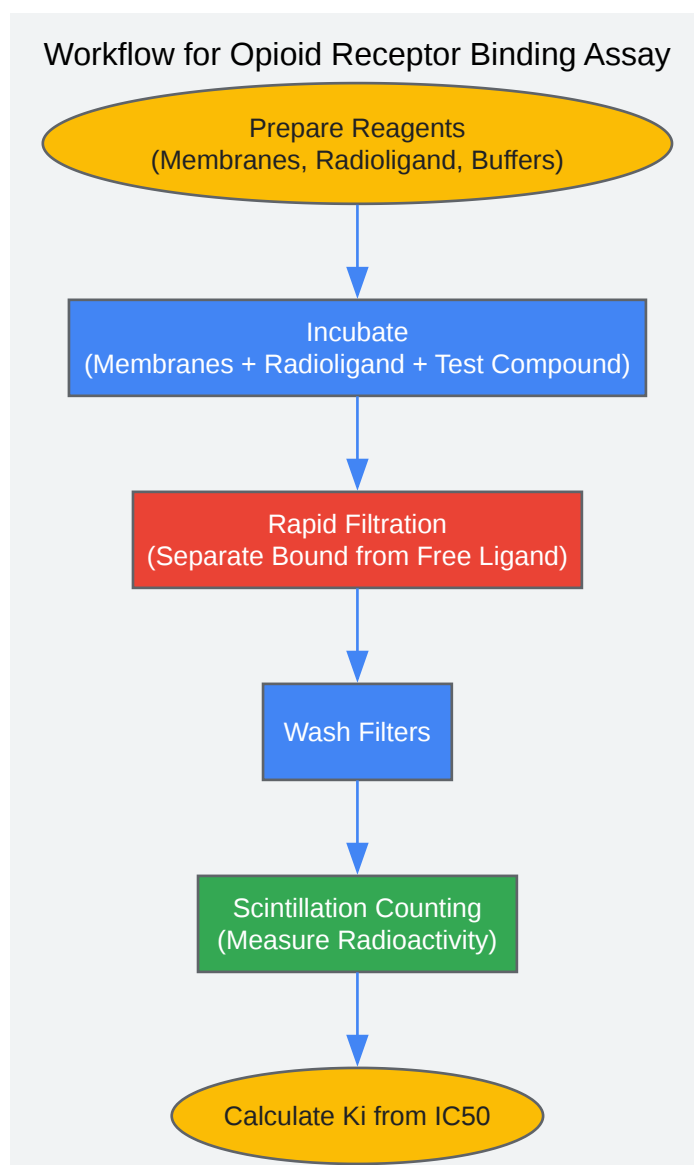 Workflow for Opioid Receptor Binding Assay
Prepare Reagents
(Membranes, Radioligand, Buffers)
Incubate
(Membranes + Radioligand + Test Compound)
Rapid Filtration
(Separate Bound from Free Ligand)
Wash Filters
Scintillation Counting
(Measure Radioactivity)
Calculate Ki from IC50